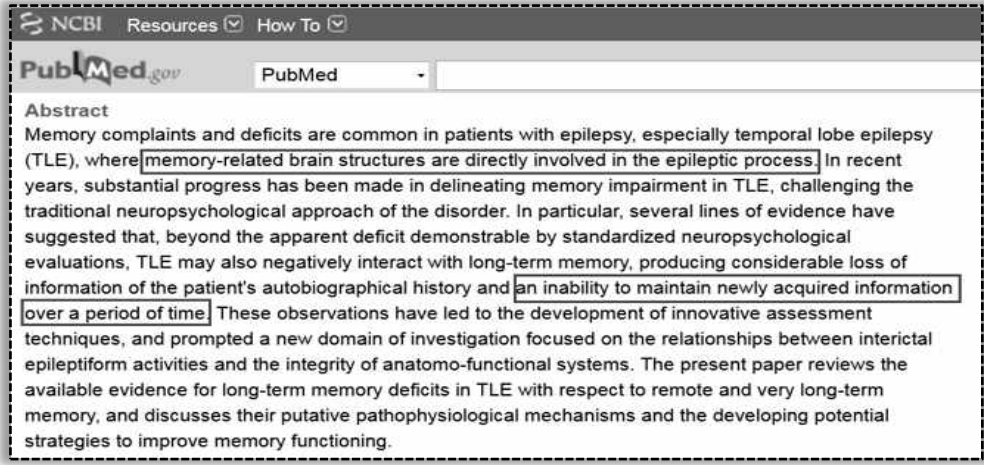 NCBI Resources How To
PubMed.gov PubMed
Abstract
Memory complaints and deficits are common in patients with epilepsy, especially temporal lobe epilepsy
(TLE), where memory-related brain structures are directly involved in the epileptic process. In recent
years, substantial progress has been made in delineating memory impairment in TLE, challenging the
traditional neuropsychological approach of the disorder. In particular, several lines of evidence have
suggested that, beyond the apparent deficit demonstrable by standardized neuropsychological
evaluations, TLE may also negatively interact with long-term memory, producing considerable loss of
information of the patient's autobiographical history and an inability to maintain newly acquired information
over a period of time. These observations have led to the development of innovative assessment
techniques, and prompted a new domain of investigation focused on the relationships between interictal
epileptiform activities and the integrity of anatomo-functional systems. The present paper reviews the
available evidence for long-term memory deficits in TLE with respect to remote and very long-term
memory, and discusses their putative pathophysiological mechanisms and the developing potential
strategies to improve memory functioning.